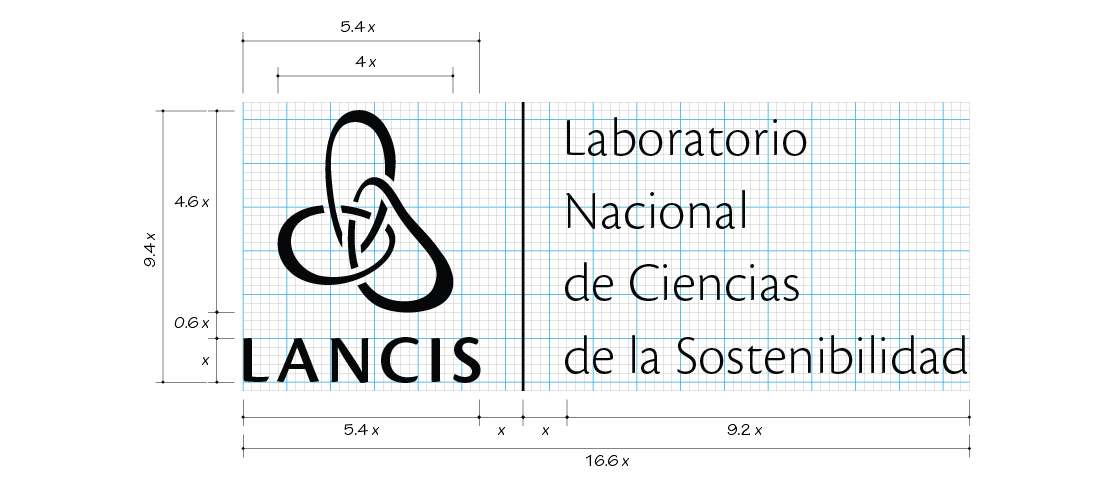 5.4 x
4 x
4.6 x
9.4 x
0.6 x
x
LANCIS
Laboratorio
Nacional
de Ciencias
de la Sostenibilidad
5.4 x
x
x
9.2 x
16.6 x